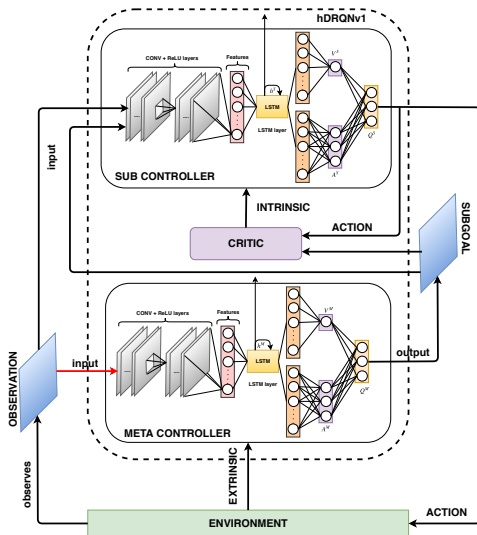 hDRQNv1
CONV + ReLU layers
Features
V^S
LSTM
h^S
LSTM layer
Q^S
A^S
SUB CONTROLLER
input
INTRINSIC
ACTION
CRITIC
SUBGOAL
CONV + ReLU layers
Features
V^M
h^M
LSTM
LSTM layer
Q^M
A^M
input
output
OBSERVATION
META CONTROLLER
EXTRINSIC
observes
ACTION
ENVIRONMENT